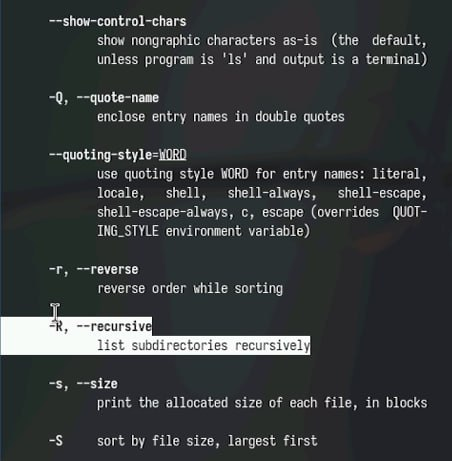 --show-control-chars
show nongraphic characters as-is (the default,
unless program is 'ls' and output is a terminal)
-Q, --quote-name
enclose entry names in double quotes
--quoting-style=WORD
use quoting style WORD for entry names: literal,
locale, shell, shell-always, shell-escape,
shell-escape-always, c, escape (overrides QUOT-
ING_STYLE environment variable)
-r, --reverse
reverse order while sorting
-R, --recursive
list subdirectories recursively
-s, --size
print the allocated size of each file, in blocks
-S sort by file size, largest first